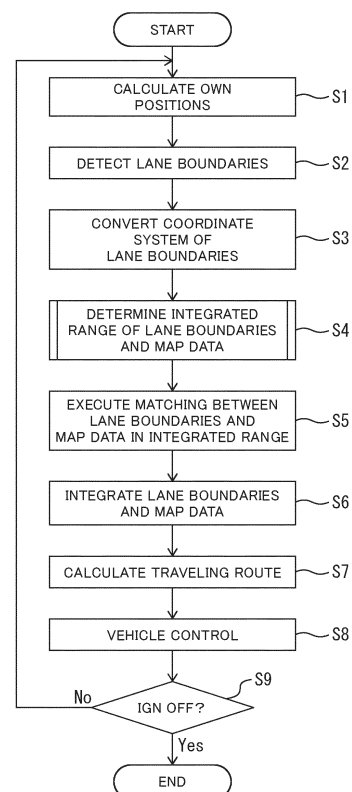 START
CALCULATE OWN
POSITIONS
S1
DETECT LANE BOUNDARIES
S2
CONVERT COORDINATE
SYSTEM OF
LANE BOUNDARIES
S3
DETERMINE INTEGRATED
RANGE OF LANE BOUNDARIES
AND MAP DATA
S4
EXECUTE MATCHING BETWEEN
LANE BOUNDARIES AND
MAP DATA IN INTEGRATED RANGE
S5
INTEGRATE LANE BOUNDARIES
AND MAP DATA
S6
CALCULATE TRAVELING ROUTE
S7
VEHICLE CONTROL
S8
S9
No
IGN OFF?
Yes
END